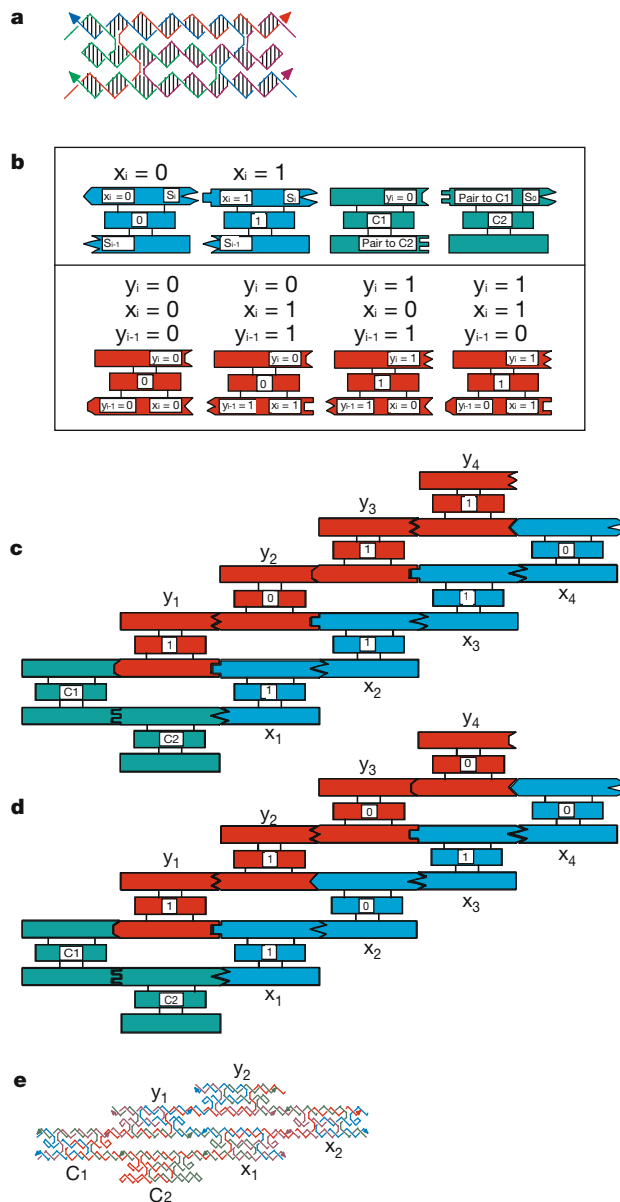 a
b
xᵢ = 0 xᵢ = 1
xᵢ = 0 Sᵢ xᵢ = 1 Sᵢ yᵢ = 0 Pair to C1 S₀
0 1 C1 C2
Sᵢ₋₁ Sᵢ₋₁ Pair to C2
yᵢ = 0 yᵢ = 0 yᵢ = 1 yᵢ = 1
xᵢ = 0 xᵢ = 1 xᵢ = 0 xᵢ = 1
yᵢ₋₁ = 0 yᵢ₋₁ = 1 yᵢ₋₁ = 1 yᵢ₋₁ = 0
yᵢ = 0 yᵢ = 0 yᵢ = 1 yᵢ = 1
0 0 1 1
yᵢ₋₁ = 0 xᵢ = 0 yᵢ₋₁ = 1 xᵢ = 1 yᵢ₋₁ = 1 xᵢ = 0 yᵢ₋₁ = 0 xᵢ = 1
y₄
1
y₃
c
1 0
y₂
0 1 x₄
y₁
1 1 x₃
C1 1 x₂
C2 x₁
y₄
0
y₃
d
0 0
y₂
1 1 x₄
y₁
1 0 x₃
C1 1 x₂
C2 x₁
e
y₂
y₁
x₂
C1 x₁
C2